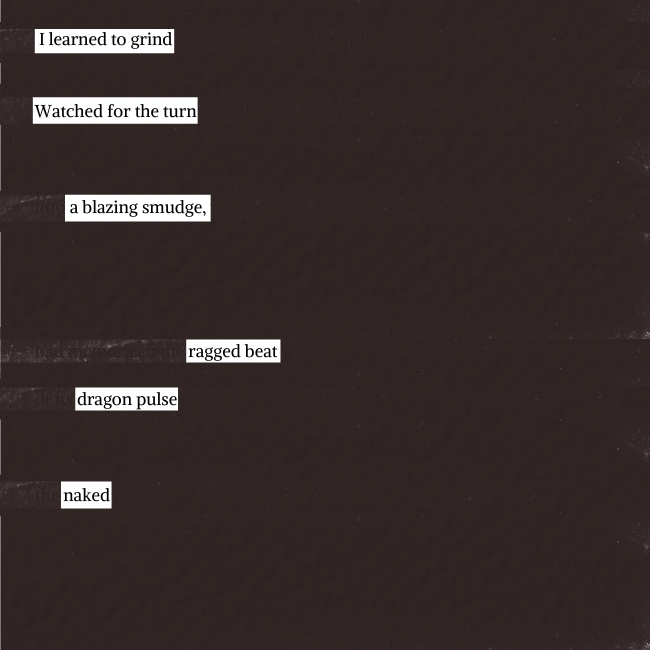 I learned to grind
Watched for the turn
a blazing smudge,
ragged beat
dragon pulse
naked